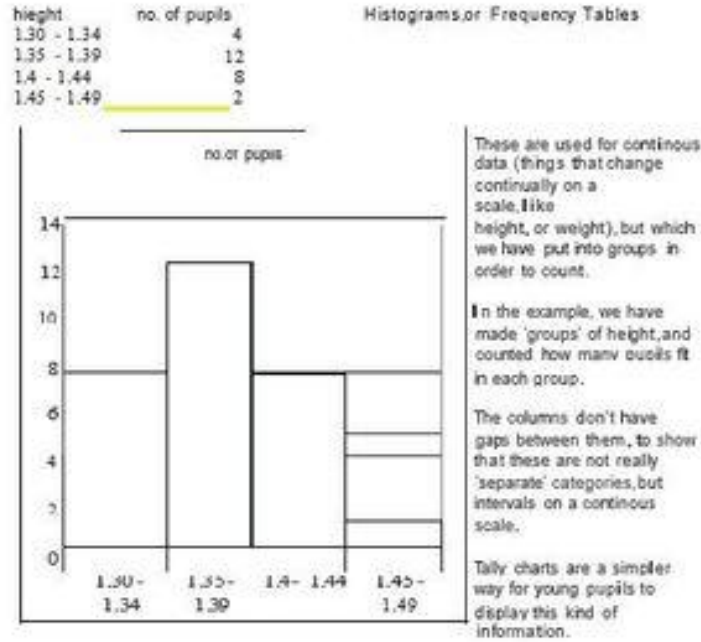 hieght no. of pupils
1.30 - 1.34 4
1.35 - 1.39 12
1.4 - 1.44 8
1.45 - 1.49 2
Histograms, or Frequency Tables
no. of pupils
14
12
10
8
6
4
2
0
1.30 - 1.34
1.35 - 1.39
1.4 - 1.44
1.45 - 1.49
These are used for continous
data (things that change
continually on a
scale, like
height, or weight), but which
we have put into groups in
order to count.
In the example, we have
made 'groups' of height, and
counted how many pupils fit
in each group.
The columns don't have
gaps between them, to show
that these are not really
'separate' categories, but
intervals on a continous
scale.
Tally charts are a simpler
way for young pupils to
display this kind of
information.